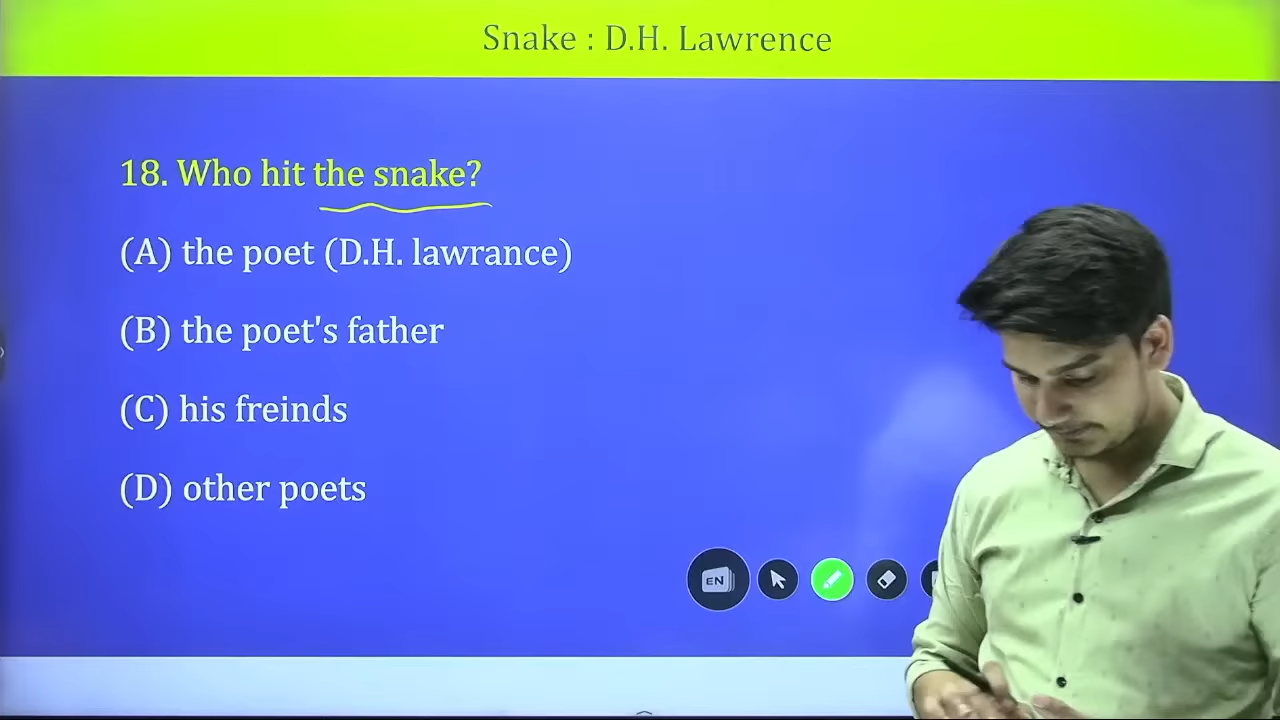 Snake : D.H. Lawrence
18. Who hit the snake?
(A) the poet (D.H. lawrance)
(B) the poet's father
(C) his freinds
(D) other poets
EN